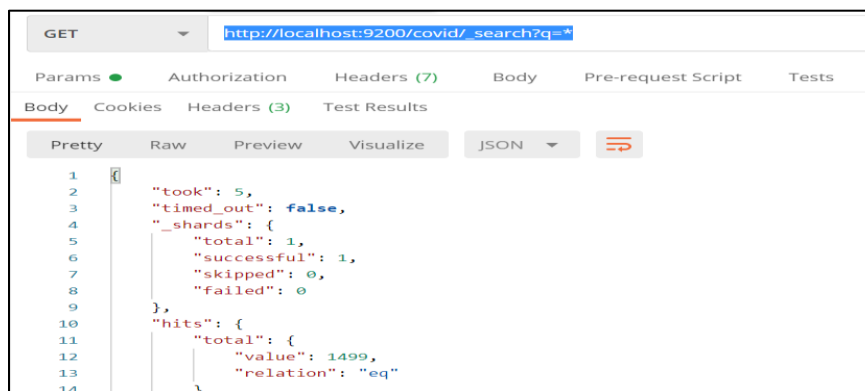 GET http://localhost:9200/covid/_search?q=*
Params Authorization Headers (7) Body Pre-request Script Tests
Body Cookies Headers (3) Test Results
Pretty Raw Preview Visualize JSON
1 {
2 "took": 5,
3 "timed_out": false,
4 "_shards": {
5 "total": 1,
6 "successful": 1,
7 "skipped": 0,
8 "failed": 0
9 },
10 "hits": {
11 "total": {
12 "value": 1499,
13 "relation": "eq"
14 }